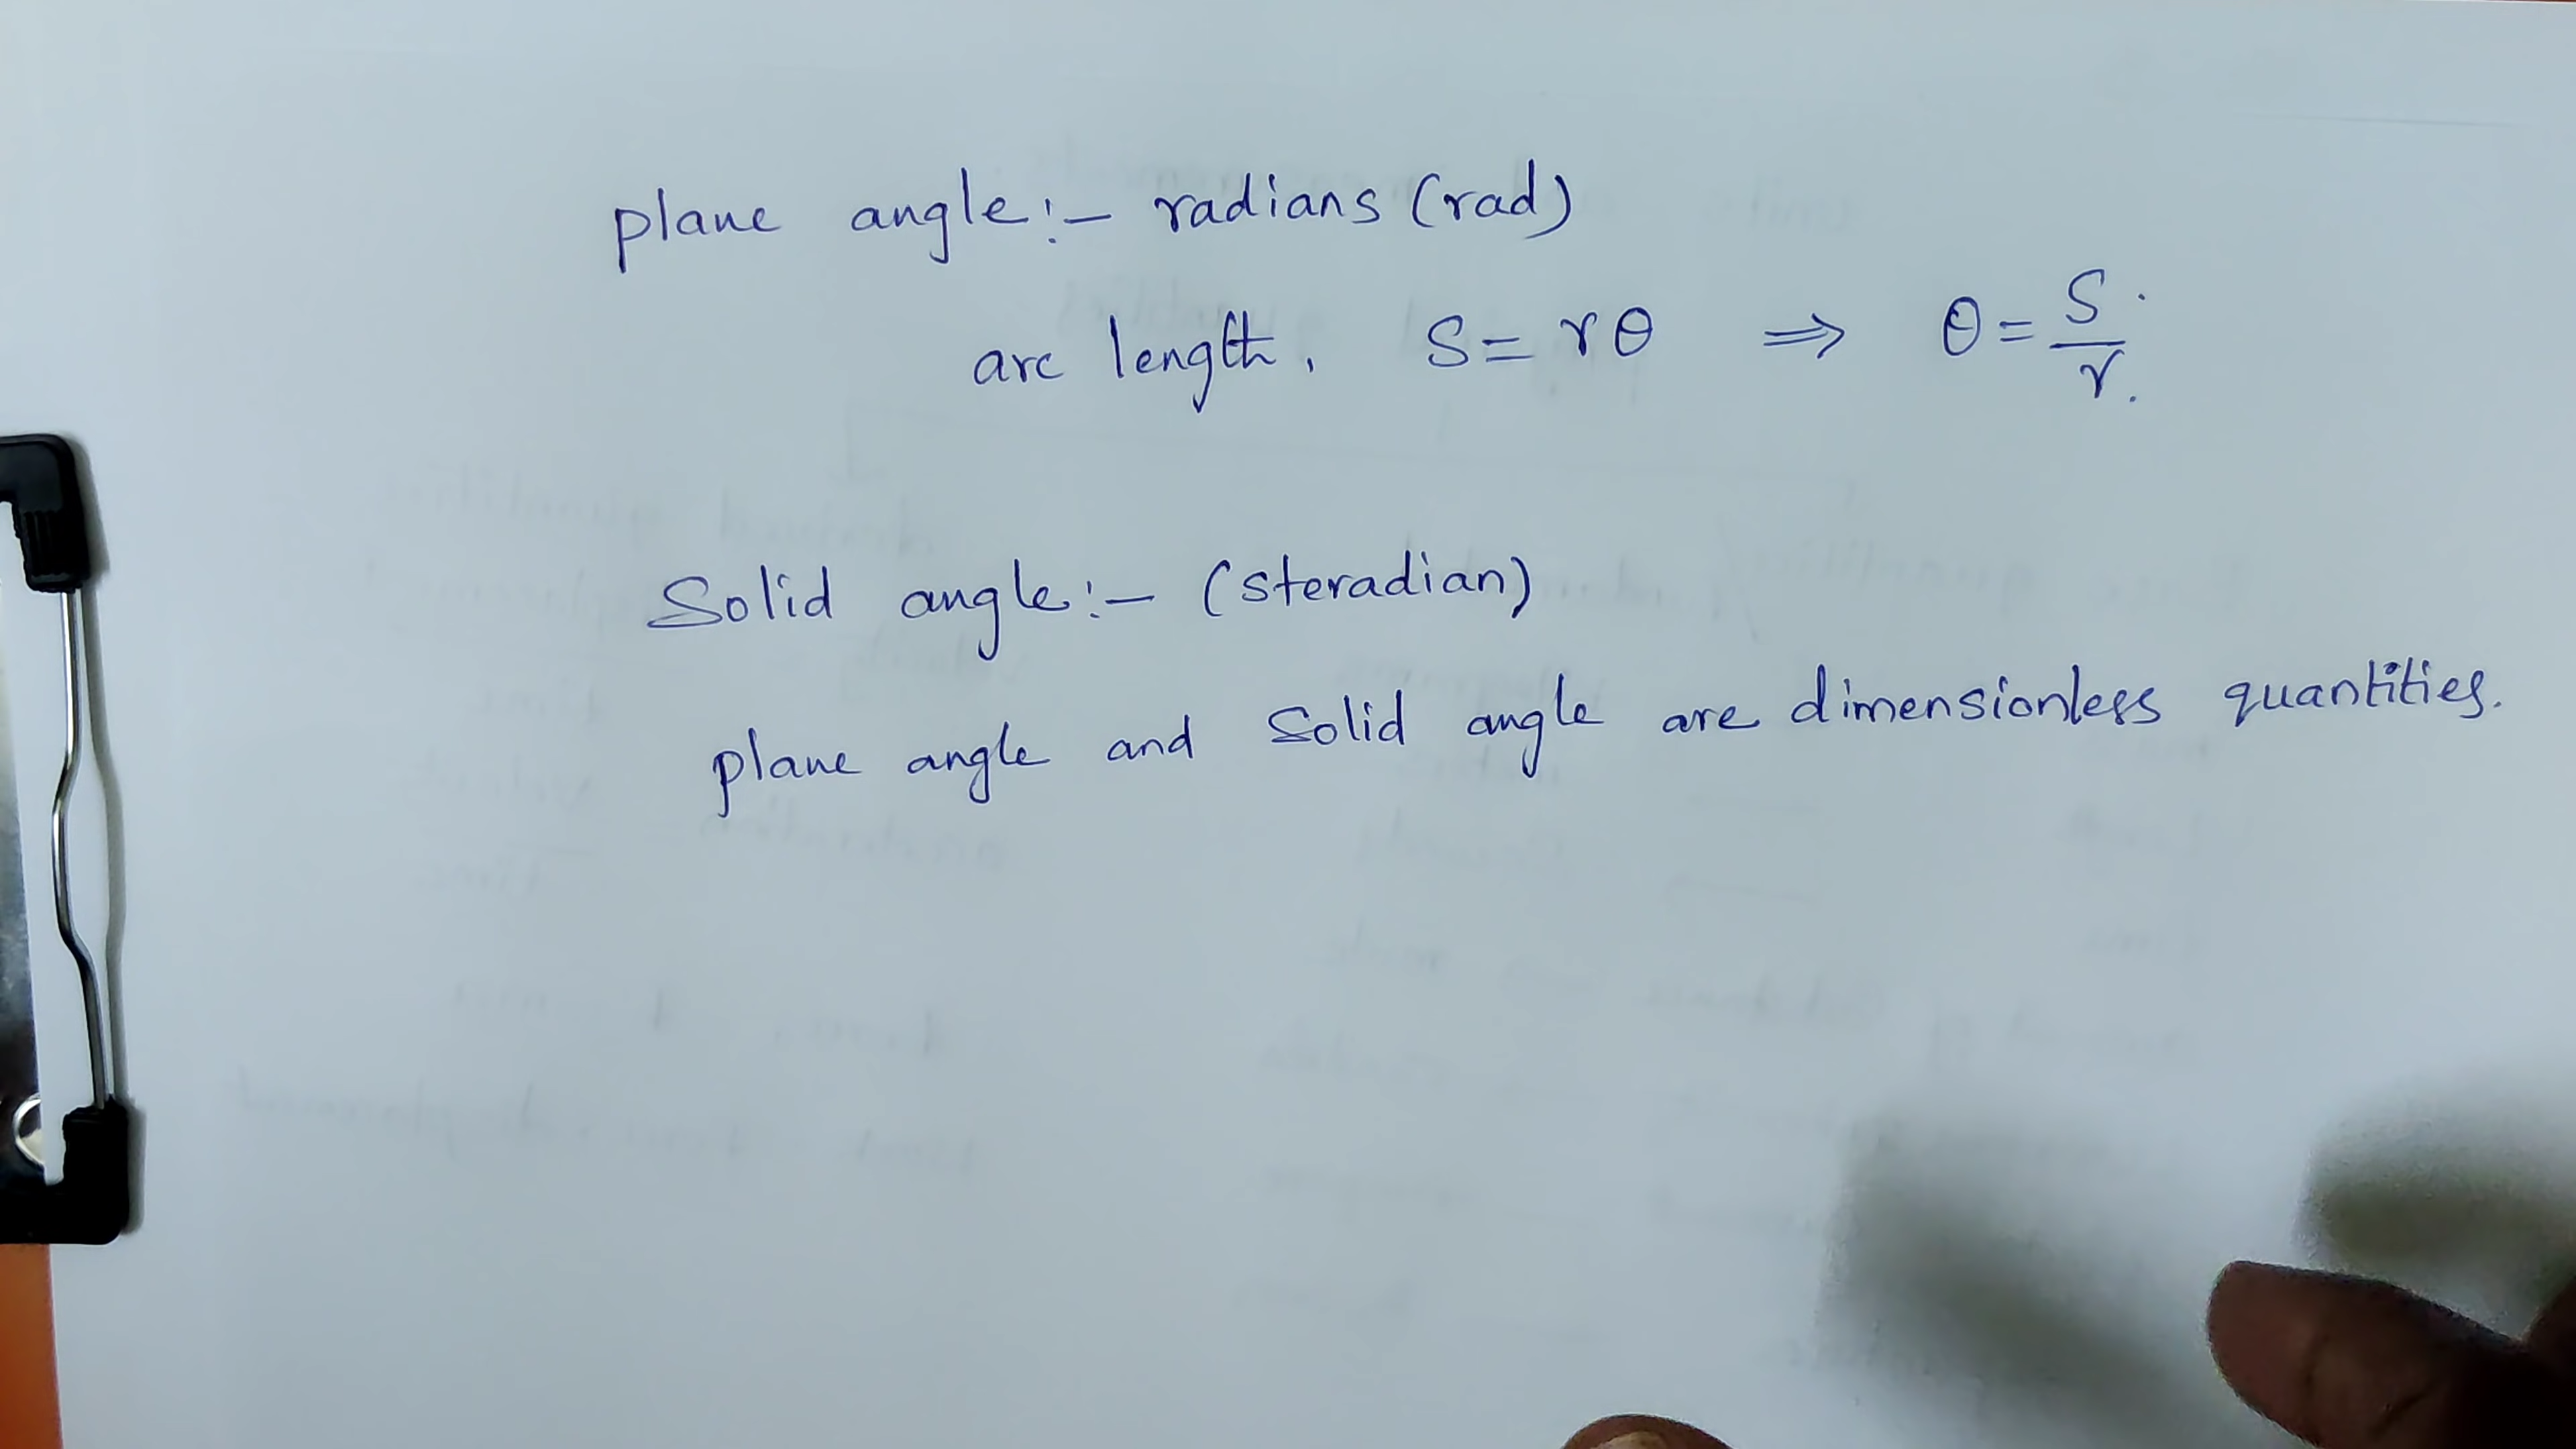 plane angle:- radians (rad)
arc length, S = rθ ⇒ θ = S/r.
Solid angle:- (steradian)
plane angle and solid angle are dimensionless quantities.